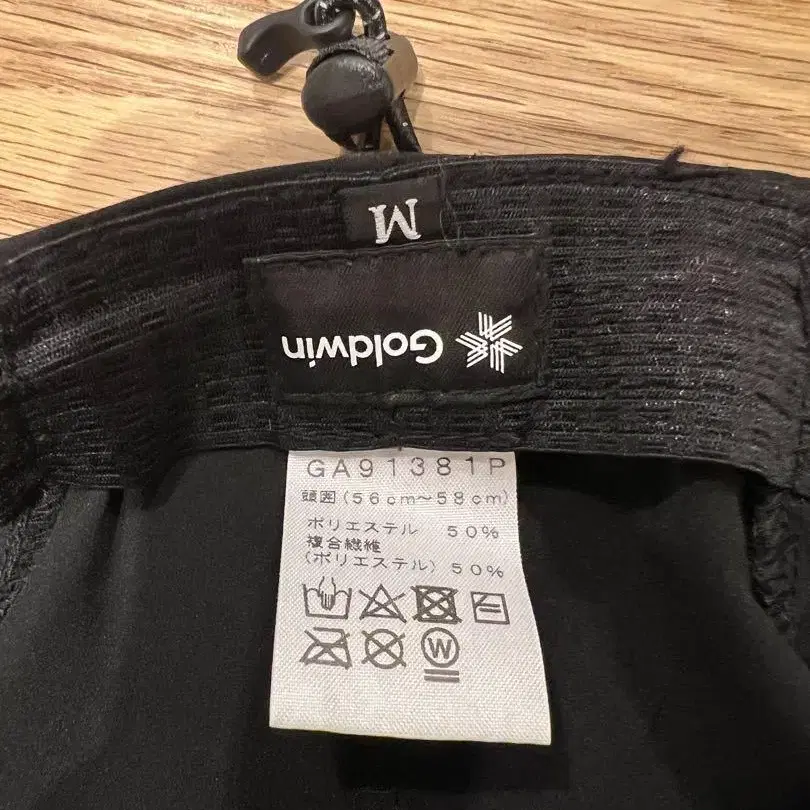 M
Goldwin
GA91381P
頭囲(56cm~58cm)
ポリエステル 50%
複合繊維
(ポリエステル) 50%
W